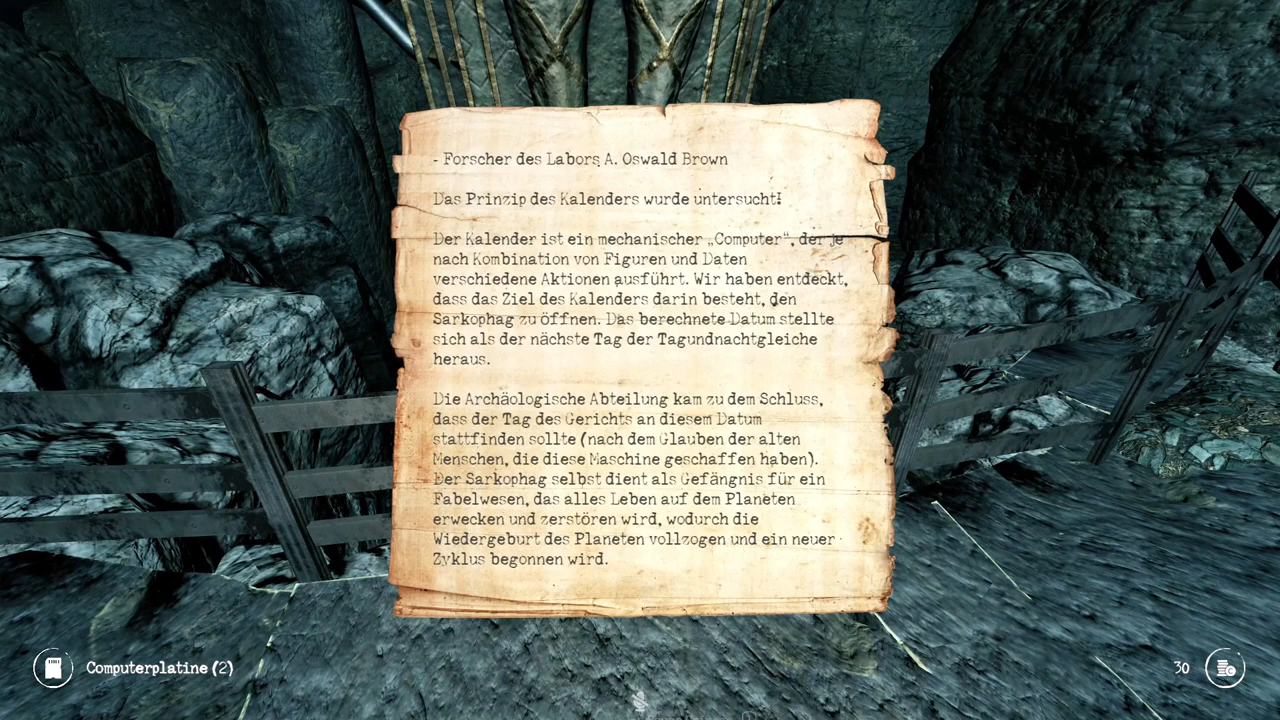 - Forscher des Labors A. Oswald Brown
Das Prinzip des Kalenders wurde untersucht!
Der Kalender ist ein mechanischer „Computer“, der je
nach Kombination von Figuren und Daten
verschiedene Aktionen ausführt. Wir haben entdeckt,
dass das Ziel des Kalenders darin besteht, den
Sarkophag zu öffnen. Das berechnete Datum stellte
sich als der nächste Tag der Tagundnachtgleiche
heraus.
Die Archäologische Abteilung kam zu dem Schluss,
dass der Tag des Gerichts an diesem Datum
stattfinden sollte (nach dem Glauben der alten
Menschen, die diese Maschine geschaffen haben).
Der Sarkophag selbst dient als Gefängnis für ein
Fabelwesen, das alles Leben auf dem Planeten
erwecken und zerstören wird, wodurch die
Wiedergeburt des Planeten vollzogen und ein neuer
Zyklus begonnen wird.
Computerplatine (2)
30